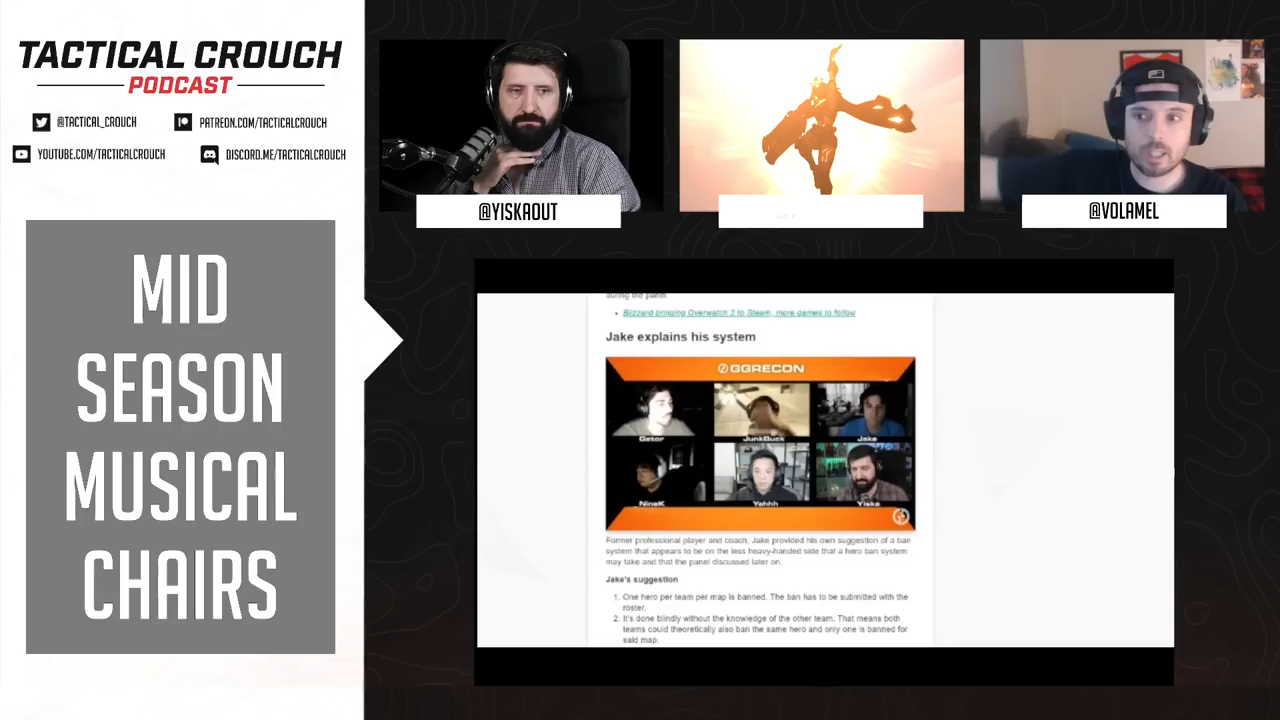 TACTICAL CROUCH
PODCAST
@TACTICAL_CROUCH
PATREON.COM/TACTICALCROUCH
YOUTUBE.COM/TACTICALCROUCH
DISCORD.ME/TACTICALCROUCH
MID
SEASON
MUSICAL
CHAIRS
@YISKAOUT
@VOLAMEL
during the panel.
Blizzard bringing Overwatch 2 to Steam, more games to follow
Jake explains his system
GGRECON
Gator
JunkBuck
Jake
NineK
Yehhh
Yiska
Former professional player and coach, Jake provided his own suggestion of a ban
system that appears to be on the less heavy-handed side that a hero ban system
may take and that the panel discussed later on.
Jake's suggestion
1. One hero per team per map is banned. The ban has to be submitted with the
roster.
2. It's done blindly without the knowledge of the other team. That means both
teams could theoretically also ban the same hero and only one is banned for
said map.